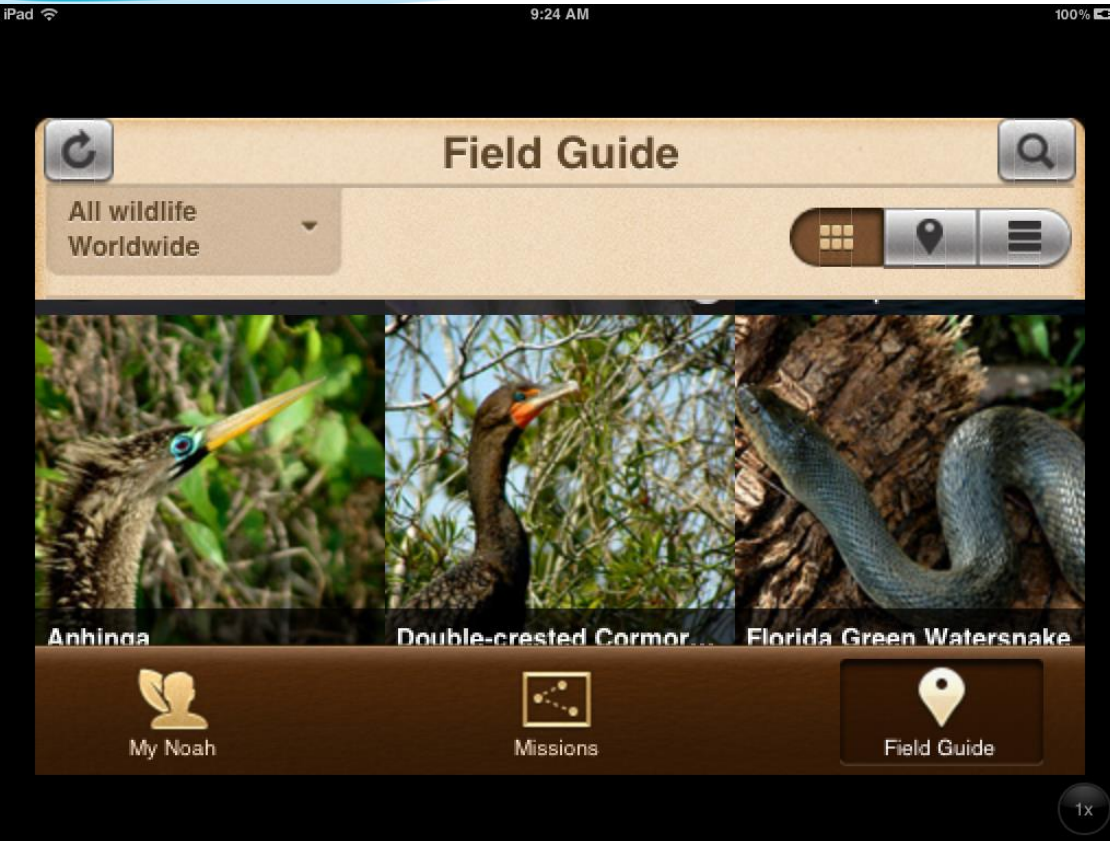 iPad 9:24 AM 100%
Field Guide
All wildlife
Worldwide
Anhinga Double-crested Cormor... Florida Green Watersnake
My Noah Missions Field Guide
1x